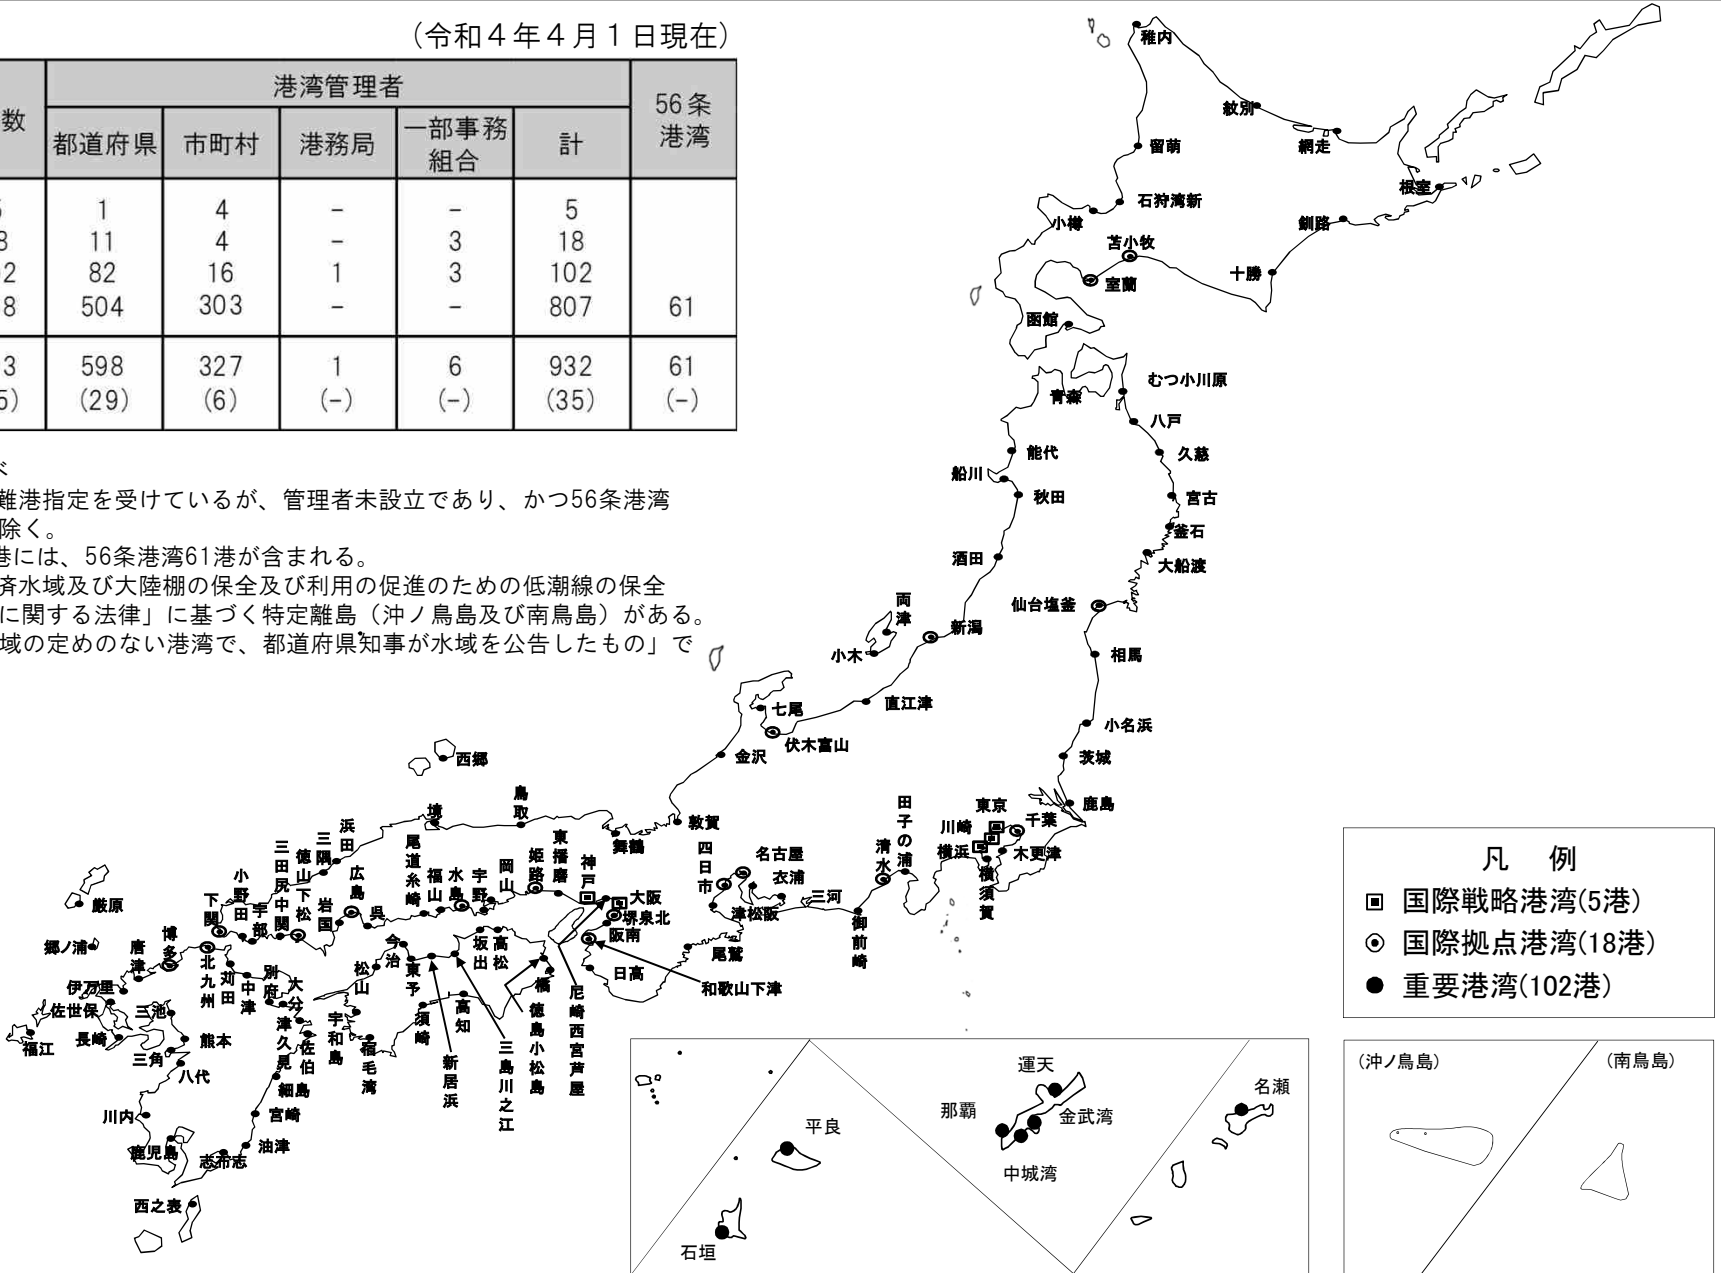 （令和４年４月１日現在）
数 港湾管理者 56条港湾
都道府県 市町村 港務局 一部事務組合 計
1 4 － － 5
11 4 － 3 18
2 82 16 1 3 102
8 504 303 － － 807 61
3 598 327 1 6 932 61
5) (29) (6) (-) (-) (35) (-)
難港指定を受けているが、管理者未設立であり、かつ56条港湾
除く。
港には、56条港湾61港が含まれる。
済水域及び大陸棚の保全及び利用の促進のための低潮線の保全
に関する法律」に基づく特定離島（沖ノ鳥島及び南鳥島）がある。
域の定めのない港湾で、都道府県知事が水域を公告したもの」で
稚内
紋別
網走
留萌
根室
石狩湾新
小樽
釧路
苫小牧
十勝
室蘭
函館
むつ小川原
青森
八戸
能代
久慈
船川
秋田
宮古
釜石
酒田
大船渡
仙台塩釜
両津
新潟
小木
相馬
直江津
七尾
小名浜
伏木富山
金沢
茨城
西郷
鹿島
鳥取
境
敦賀
舞鶴
浜田
三隅
田子の浦
清水
東京
川崎
千葉
横浜
木更津
横須賀
名古屋
衣浦
四日市
三河
津松阪
御前崎
尾鷲
東播磨
神戸
姫路
岡山
宇野
水島
福山
尾道糸崎
広島
呉
岩国
徳山下松
三田尻中関
宇部
小野田
下関
大阪
堺泉北
阪南
日高
和歌山下津
尼崎西宮芦屋
橘
徳島小松島
三島川之江
新居浜
高松
坂出
今治
東予
松山
高知
須崎
宿毛湾
宇和島
厳原
郷ノ浦
唐津
博多
北九州
苅田
中津
別府
大分
津久見
佐伯
伊万里
佐世保
長崎
福江
三池
熊本
三角
八代
細島
宮崎
川内
油津
鹿児島
志布志
西之表
凡　例
国際戦略港湾(5港)
国際拠点港湾(18港)
重要港湾(102港)
平良
石垣
運天
那覇
金武湾
中城湾
名瀬
(沖ノ鳥島)
(南鳥島)